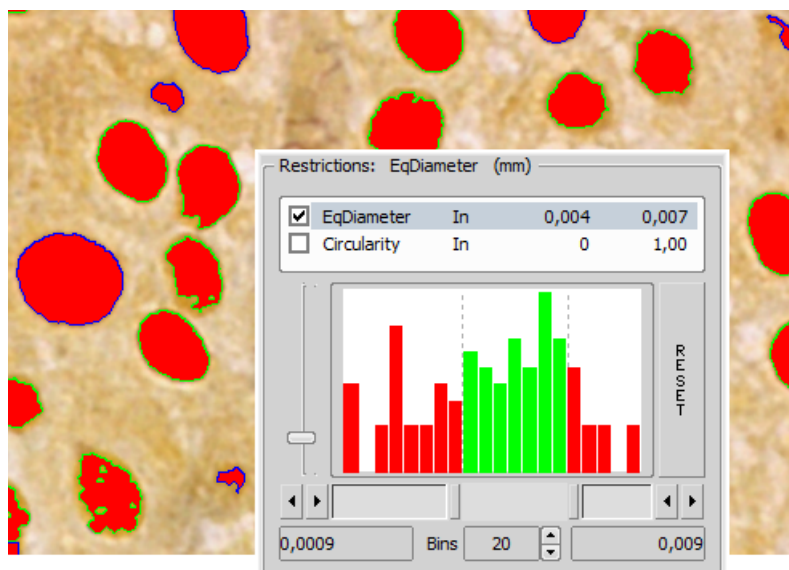 Restrictions: EqDiameter (mm)
EqDiameter In 0,004 0,007
Circularity In 0 1,00
RESET
0,0009 Bins 20 0,009